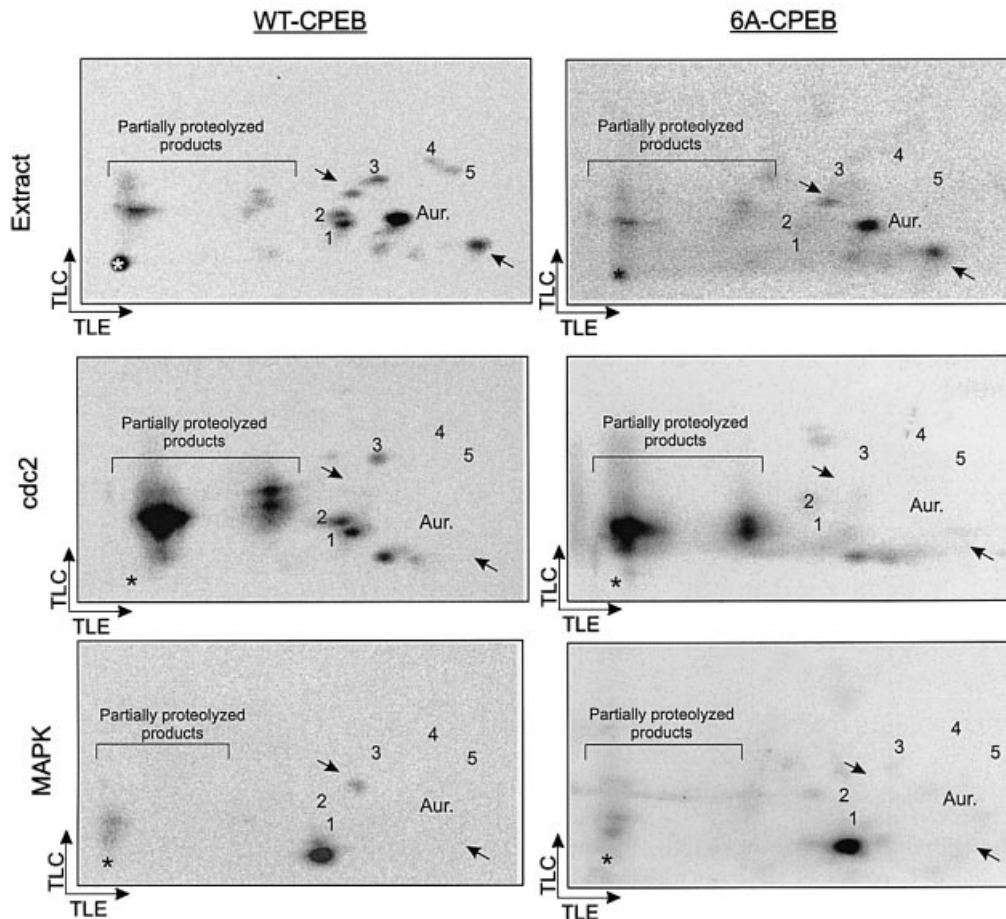 WT-CPEB
6A-CPEB
Extract
Partially proteolyzed
products
3
4
5
2
1
Aur.
*
TLC
TLE
Partially proteolyzed
products
3
4
5
2
1
Aur.
*
TLC
TLE
cdc2
Partially proteolyzed
products
3
4
5
2
1
Aur.
*
TLC
TLE
Partially proteolyzed
products
3
4
5
2
1
Aur.
*
TLC
TLE
MAPK
Partially proteolyzed
products
3
4
5
2
1
Aur.
*
TLC
TLE
Partially proteolyzed
products
3
4
5
2
1
Aur.
*
TLC
TLE